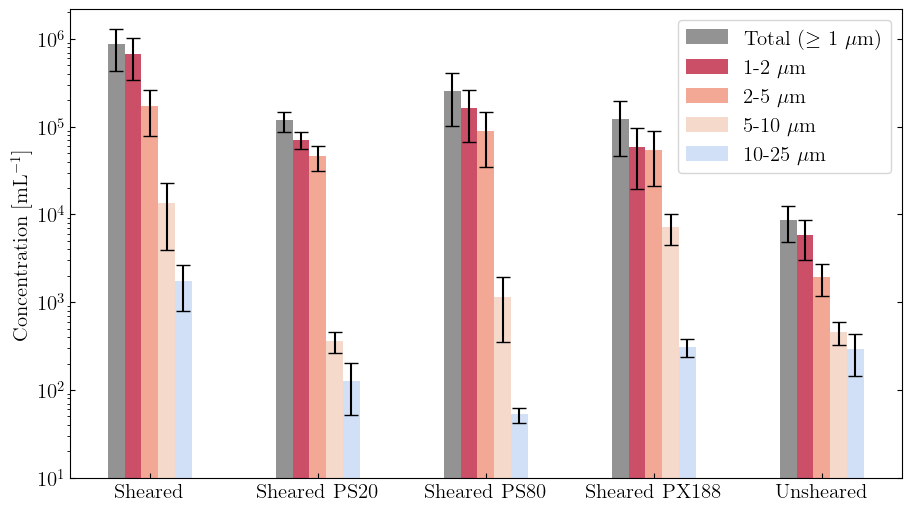 Concentration [mL⁻¹]
10⁶
10⁵
10⁴
10³
10²
10¹
Total (≥ 1 μm)
1-2 μm
2-5 μm
5-10 μm
10-25 μm
Sheared
Sheared PS20
Sheared PS80
Sheared PX188
Unsheared